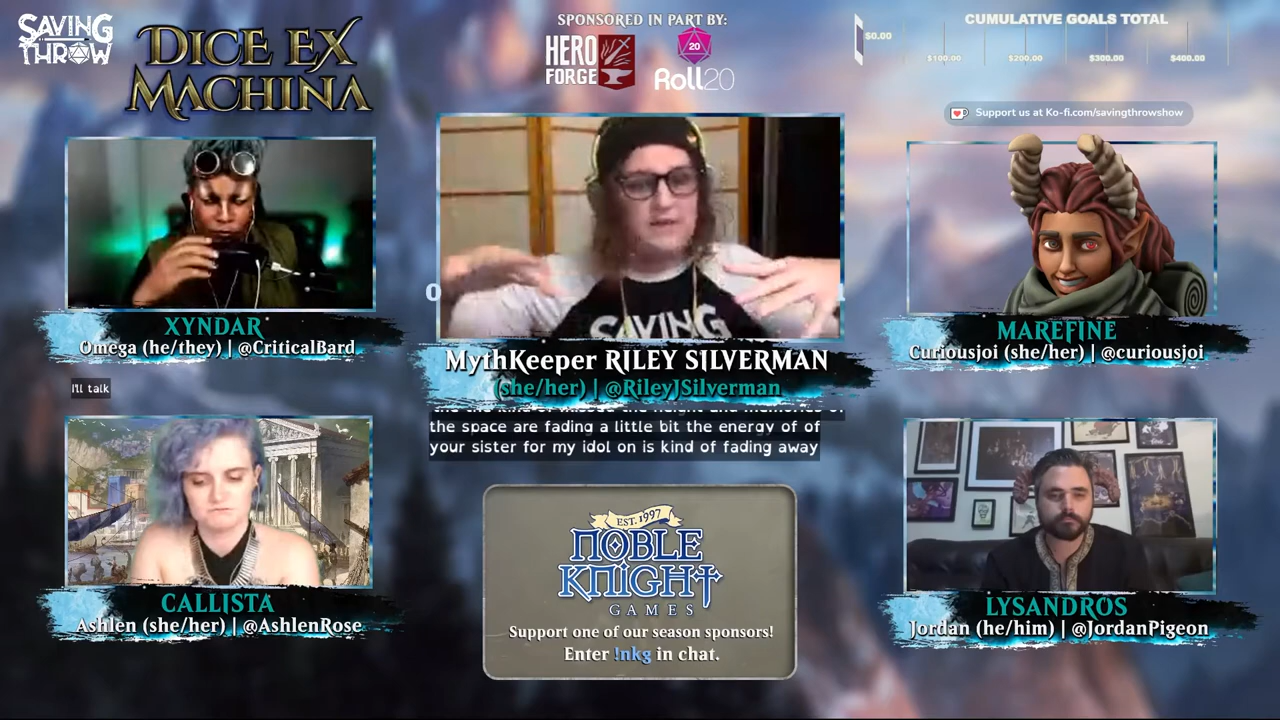 SAVING
THROW
DICE EX
MACHINA
SPONSORED IN PART BY:
HERO
FORGE
20
Roll20
CUMULATIVE GOALS TOTAL
$0.00
$100.00
$200.00
$300.00
$400.00
Support us at Ko-fi.com/savingthrowshow
SAVING
XYNDAR
Omega (he/they) | @CriticalBard
MythKeeper RILEY SILVERMAN
(she/her) | @RileyJSilverman
MAREFINE
Curiousjoi (she/her) | @curiousjoi
I'll talk
the space are fading a little bit the energy of of
your sister for my idol on is kind of fading away
EST. 1997
NOBLE
KNIGHT
GAMES
Support one of our season sponsors!
Enter !nkg in chat.
CALLISTA
Ashlen (she/her) | @AshlenRose
LYSANDROS
Jordan (he/him) | @JordanPigeon